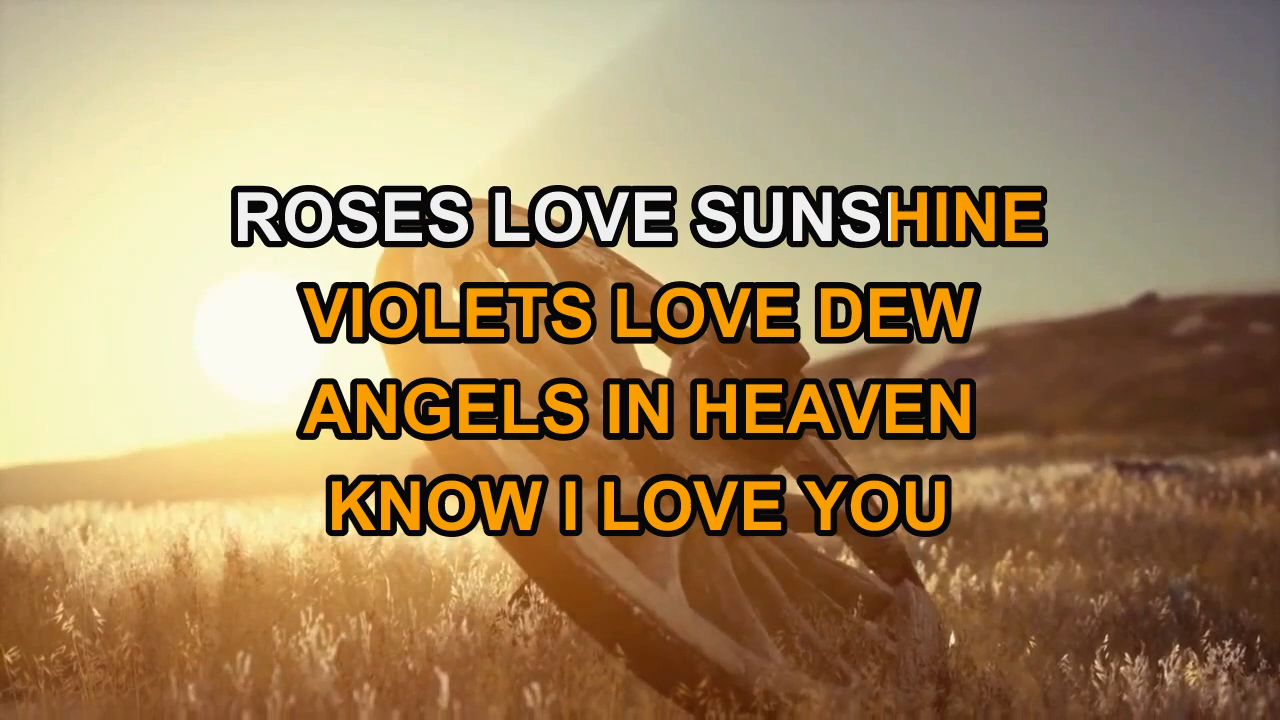 ROSES LOVE SUNSHINE
VIOLETS LOVE DEW
ANGELS IN HEAVEN
KNOW I LOVE YOU